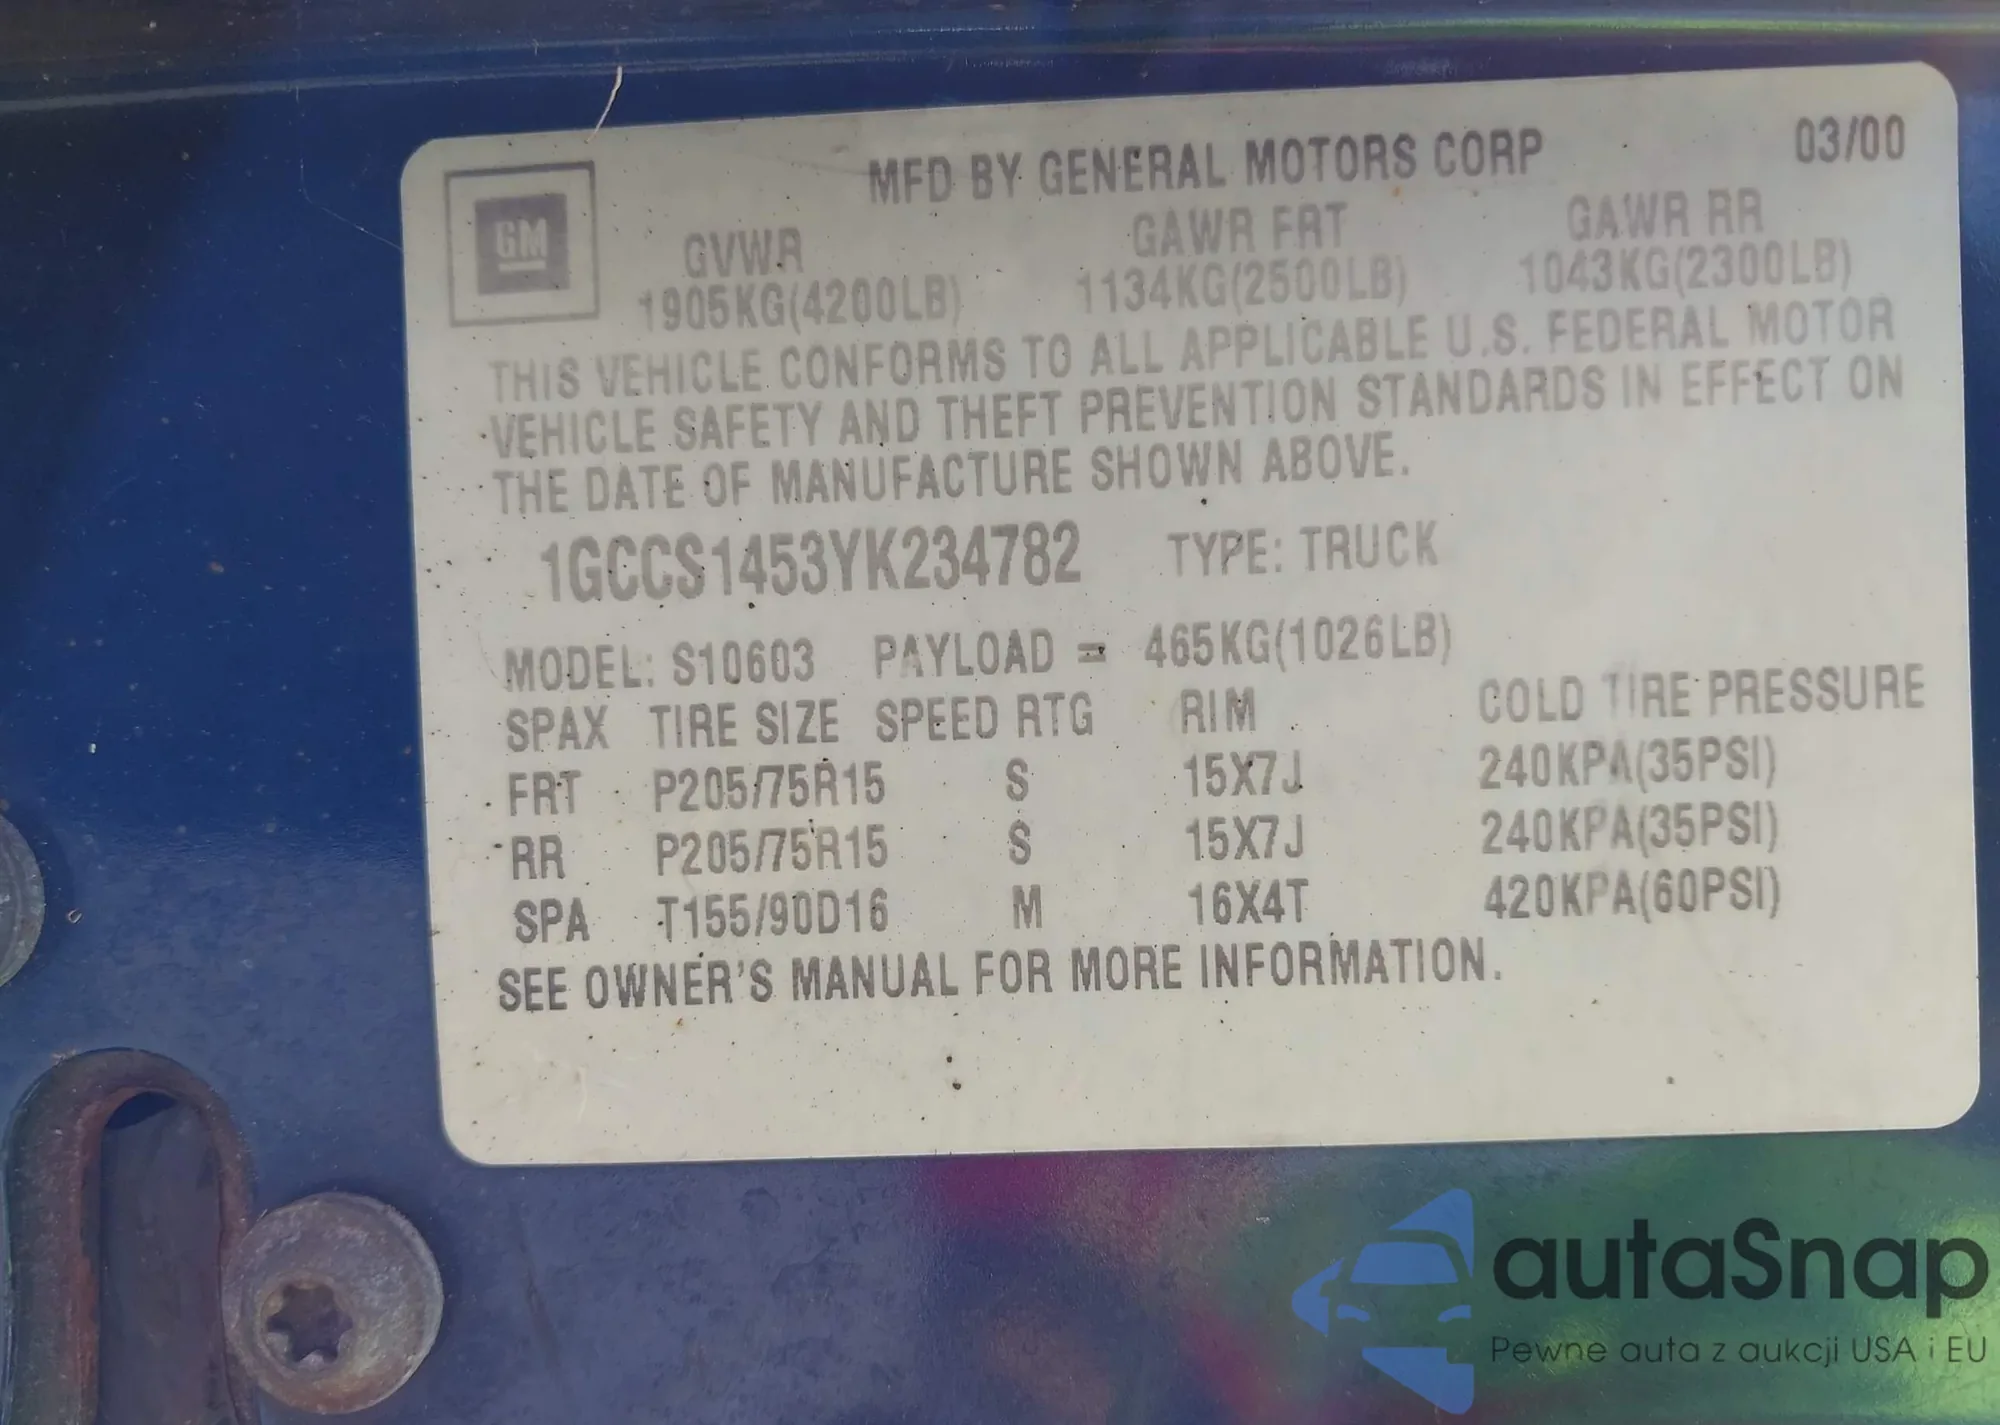 MFD BY GENERAL MOTORS CORP 03/00
GM
GVWR GAWR FRT GAWR RR
1905KG(4200LB) 1134KG(2500LB) 1043KG(2300LB)
THIS VEHICLE CONFORMS TO ALL APPLICABLE U.S. FEDERAL MOTOR
VEHICLE SAFETY AND THEFT PREVENTION STANDARDS IN EFFECT ON
THE DATE OF MANUFACTURE SHOWN ABOVE.
1GCCS1453YK234782 TYPE: TRUCK
MODEL: S10603 PAYLOAD = 465KG(1026LB)
SPAX TIRE SIZE SPEED RTG RIM COLD TIRE PRESSURE
FRT P205/75R15 S 15X7J 240KPA(35PSI)
RR P205/75R15 S 15X7J 240KPA(35PSI)
SPA T155/90D16 M 16X4T 420KPA(60PSI)
SEE OWNER'S MANUAL FOR MORE INFORMATION.
autaSnap
Pewne auta z aukcji USA i EU